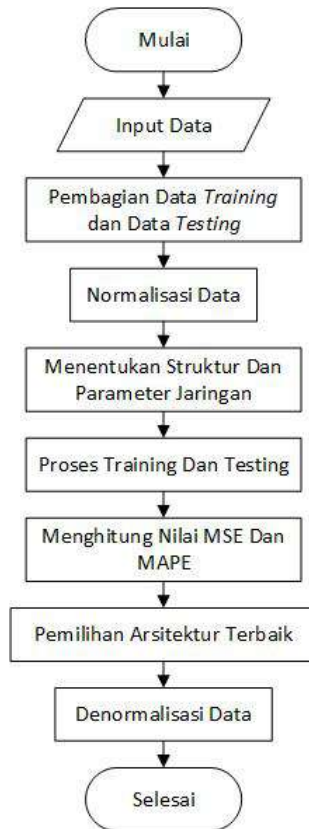 Mulai
Input Data
Pembagian Data Training
dan Data Testing
Normalisasi Data
Menentukan Struktur Dan
Parameter Jaringan
Proses Training Dan Testing
Menghitung Nilai MSE Dan
MAPE
Pemilihan Arsitektur Terbaik
Denormalisasi Data
Selesai